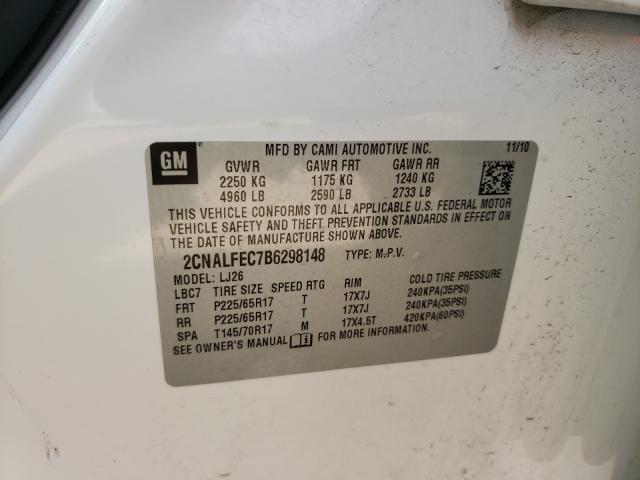 GM
MFD BY CAMI AUTOMOTIVE INC. 11/10
GVWR GAWR FRT GAWR RR
2250 KG 1175 KG 1240 KG
4960 LB 2590 LB 2733 LB
THIS VEHICLE CONFORMS TO ALL APPLICABLE U.S. FEDERAL MOTOR
VEHICLE SAFETY AND THEFT PREVENTION STANDARDS IN EFFECT ON
THE DATE OF MANUFACTURE SHOWN ABOVE.
2CNALFEC7B6298148 TYPE: M.P.V.
MODEL: LJ26
LBC7 TIRE SIZE SPEED RTG RIM COLD TIRE PRESSURE
FRT P225/65R17 T 17X7J 240KPA(35PSI)
RR P225/65R17 T 17X7J 240KPA(35PSI)
SPA T145/70R17 M 17X4.5T 420KPA(60PSI)
SEE OWNER'S MANUAL FOR MORE INFORMATION.